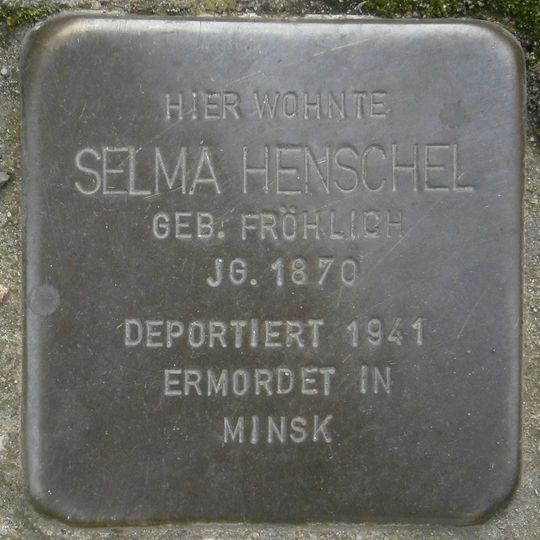 HIER WOHNTE
SELMA HENSCHEL
GEB. FRÖHLICH
JG. 1870
DEPORTIERT 1941
ERMORDET IN
MINSK